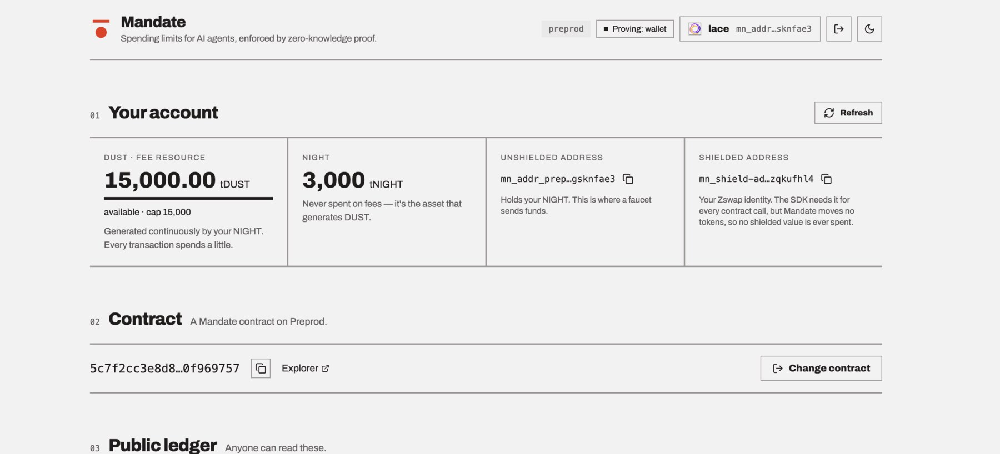 Mandate
Spending limits for AI agents, enforced by zero-knowledge proof.
preprod
Proving: wallet
lace mn_addr…sknfae3
01 Your account
Refresh
DUST · FEE RESOURCE
15,000.00 tDUST
available · cap 15,000
Generated continuously by your NIGHT.
Every transaction spends a little.
NIGHT
3,000 tNIGHT
Never spent on fees — it's the asset that
generates DUST.
UNSHIELDED ADDRESS
mn_addr_prep…gsknfae3
Holds your NIGHT. This is where a faucet
sends funds.
SHIELDED ADDRESS
mn_shield-ad…zqkufhl4
Your Zswap identity. The SDK needs it for
every contract call, but Mandate moves no
tokens, so no shielded value is ever spent.
02 Contract A Mandate contract on Preprod.
5c7f2cc3e8d8…0f969757
Explorer
Change contract
03 Public ledger Anyone can read these.